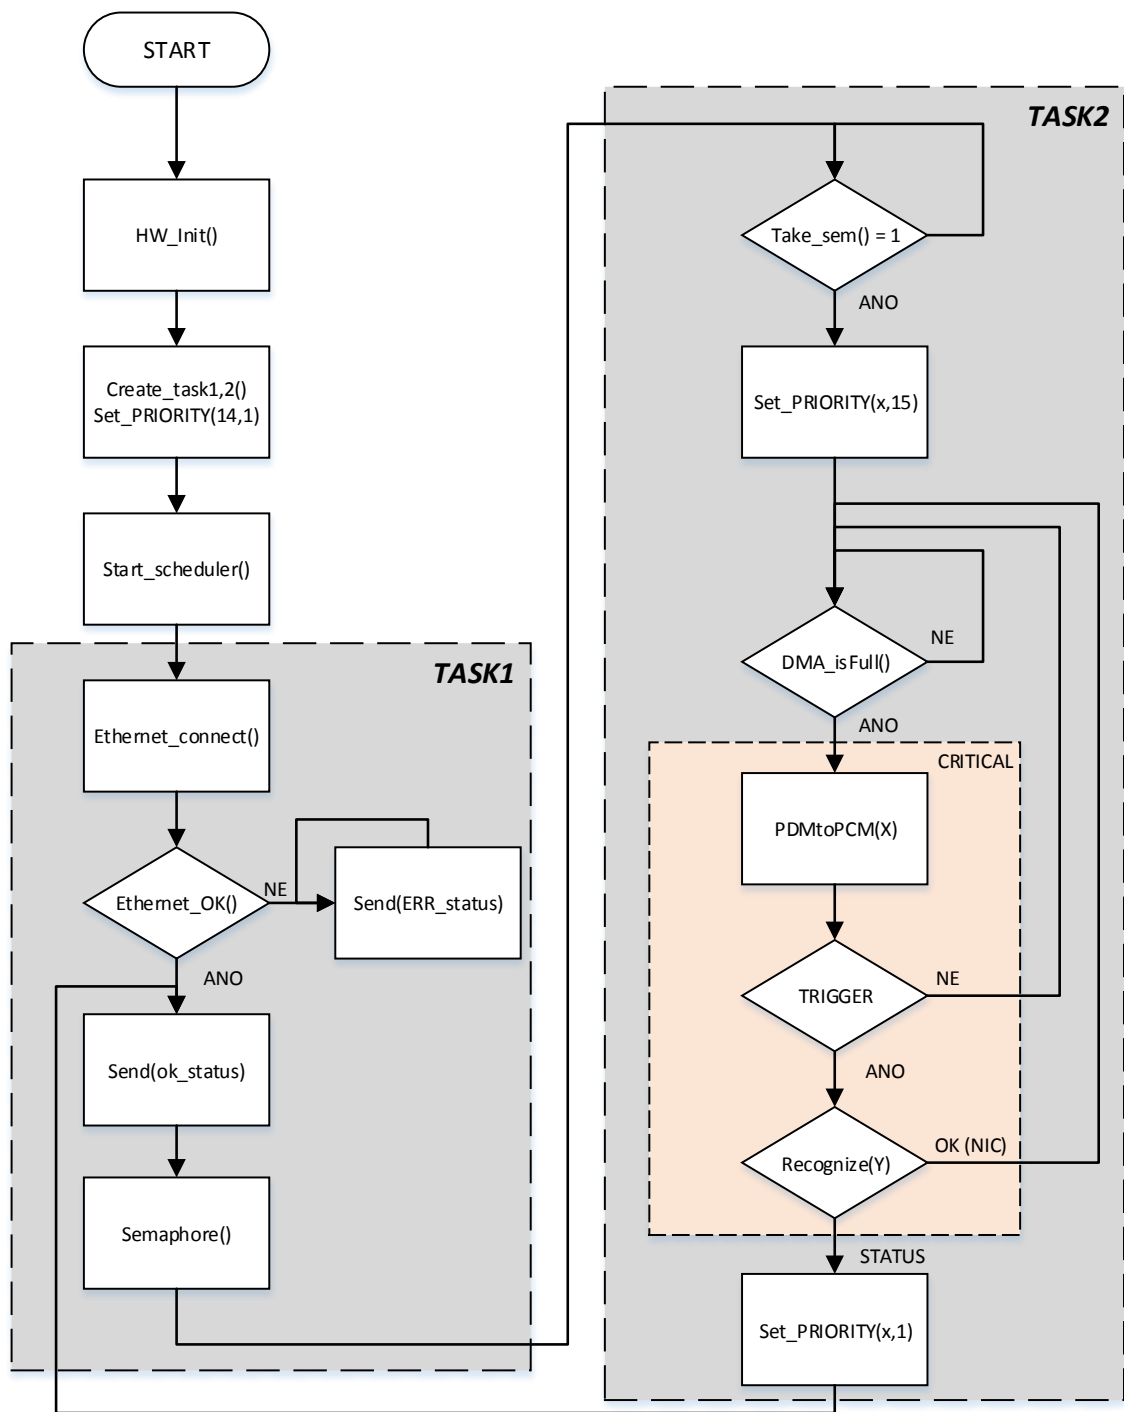 START
HW_Init()
Create_task1,2()
Set_PRIORITY(14,1)
Start_scheduler()
TASK1
Ethernet_connect()
Ethernet_OK()
NE
Send(ERR_status)
ANO
Send(ok_status)
Semaphore()
TASK2
Take_sem() = 1
ANO
Set_PRIORITY(x,15)
DMA_isFull()
NE
ANO
CRITICAL
PDMtoPCM(X)
TRIGGER
NE
ANO
Recognize(Y)
OK (NIC)
STATUS
Set_PRIORITY(x,1)